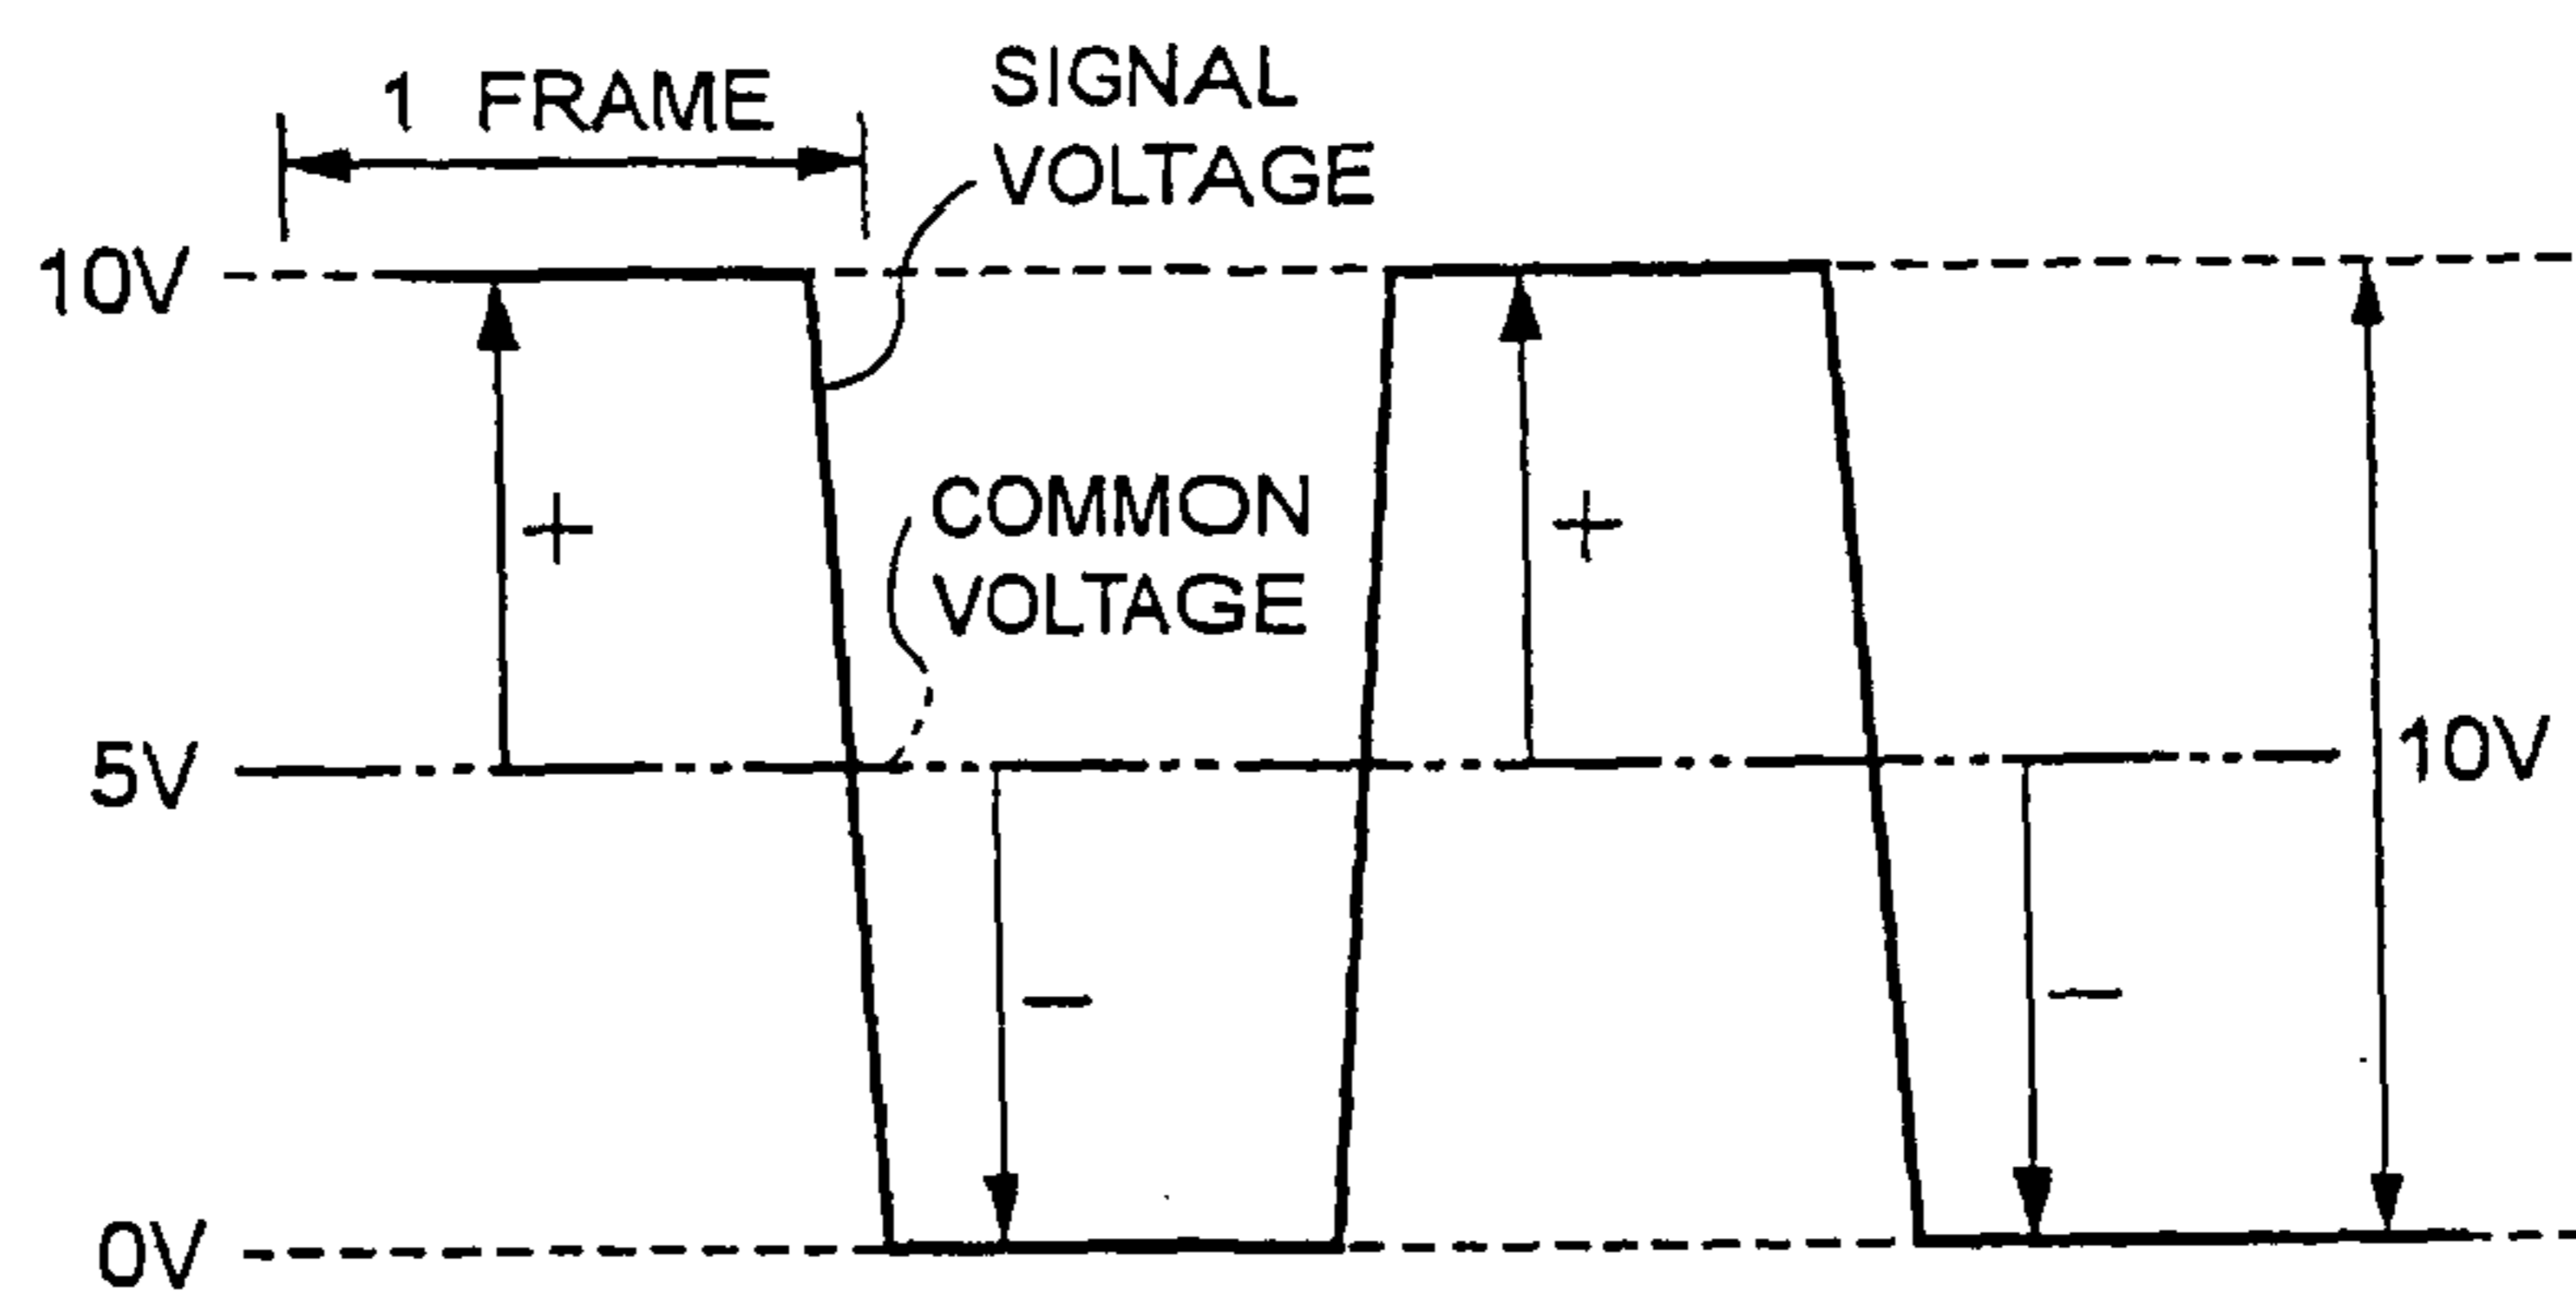 1 FRAME
SIGNAL
VOLTAGE
10V
+
COMMON
VOLTAGE
+
5V
10V
−
−
0V